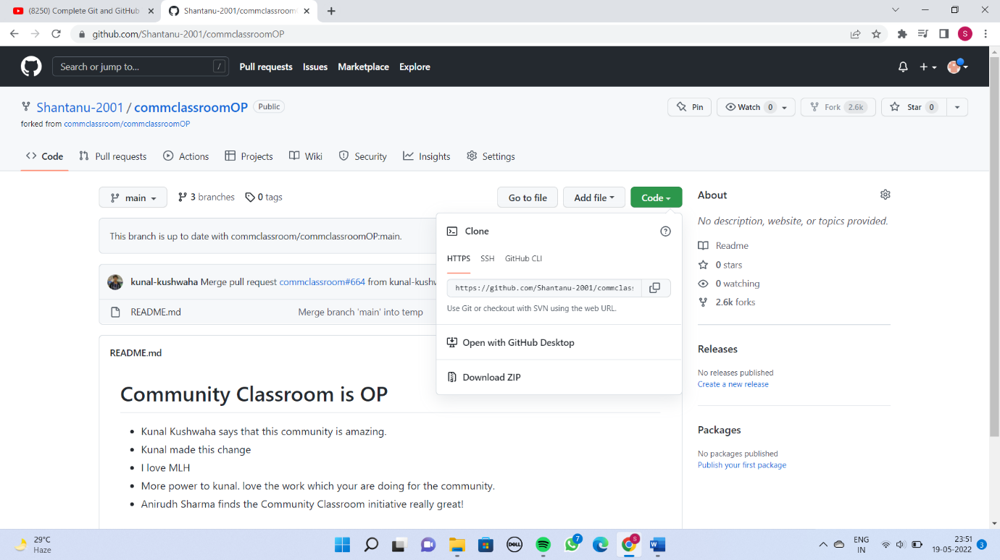 (8250) Complete Git and GitHub
Shantanu-2001/commclassroom
github.com/Shantanu-2001/commclassroomOP
S
Search or jump to... /
Pull requests Issues Marketplace Explore
Shantanu-2001 / commclassroomOP Public
forked from commclassroom/commclassroomOP
Pin Watch 0 Fork 2.6k Star 0
Code Pull requests Actions Projects Wiki Security Insights Settings
main 3 branches 0 tags
Go to file Add file Code
This branch is up to date with commclassroom/commclassroomOP:main.
kunal-kushwaha Merge pull request commclassroom#664 from kunal-kushw
README.md Merge branch 'main' into temp
Clone
HTTPS SSH GitHub CLI
https://github.com/Shantanu-2001/commclas
Use Git or checkout with SVN using the web URL.
Open with GitHub Desktop
Download ZIP
README.md
Community Classroom is OP
• Kunal Kushwaha says that this community is amazing.
• Kunal made this change
• I love MLH
• More power to kunal. love the work which your are doing for the community.
• Anirudh Sharma finds the Community Classroom initiative really great!
About
No description, website, or topics provided.
Readme
0 stars
0 watching
2.6k forks
Releases
No releases published
Create a new release
Packages
No packages published
Publish your first package
29°C
Haze
DELL
7
S
W
ENG
IN
23:51
19-05-2022
3